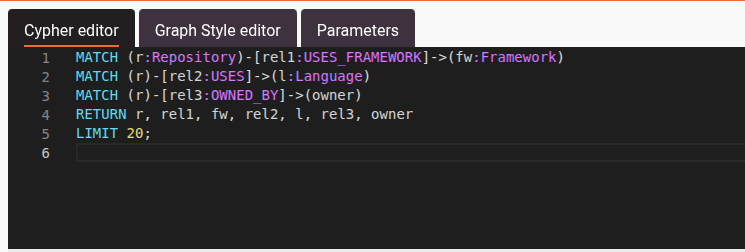 Cypher editor Graph Style editor Parameters
1 MATCH (r:Repository)-[rel1:USES_FRAMEWORK]->(fw:Framework)
2 MATCH (r)-[rel2:USES]->(l:Language)
3 MATCH (r)-[rel3:OWNED_BY]->(owner)
4 RETURN r, rel1, fw, rel2, l, rel3, owner
5 LIMIT 20;
6